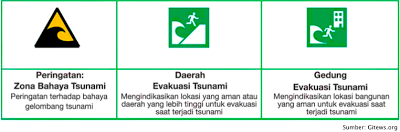 Peringatan:
Zona Bahaya Tsunami
Peringatan terhadap bahaya
gelombang tsunami
Daerah
Evakuasi Tsunami
Mengindikasikan lokasi yang aman atau
daerah yang lebih tinggi untuk evakuasi
saat terjadi tsunami
Gedung
Evakuasi Tsunami
Mengindikasikan lokasi bangunan
yang aman untuk evakuasi saat
terjadi tsunami
Sumber: Gitews.org